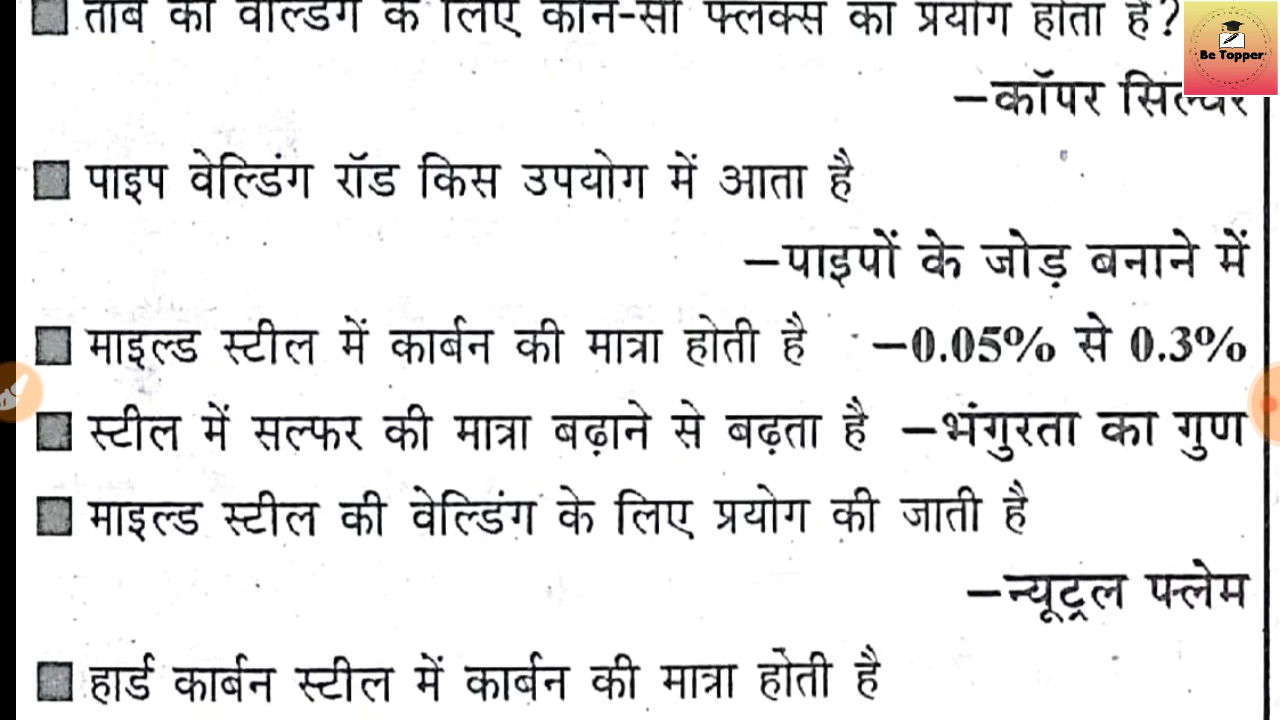 तांबे की वेल्डिंग के लिए कौन-सी फ्लक्स का प्रयोग होता है?
Be Topper
–कॉपर सिल्वर
पाइप वेल्डिंग रॉड किस उपयोग में आता है
–पाइपों के जोड़ बनाने में
माइल्ड स्टील में कार्बन की मात्रा होती है –0.05% से 0.3%
स्टील में सल्फर की मात्रा बढ़ाने से बढ़ता है –भंगुरता का गुण
माइल्ड स्टील की वेल्डिंग के लिए प्रयोग की जाती है
–न्यूट्रल फ्लेम
हार्ड कार्बन स्टील में कार्बन की मात्रा होती है